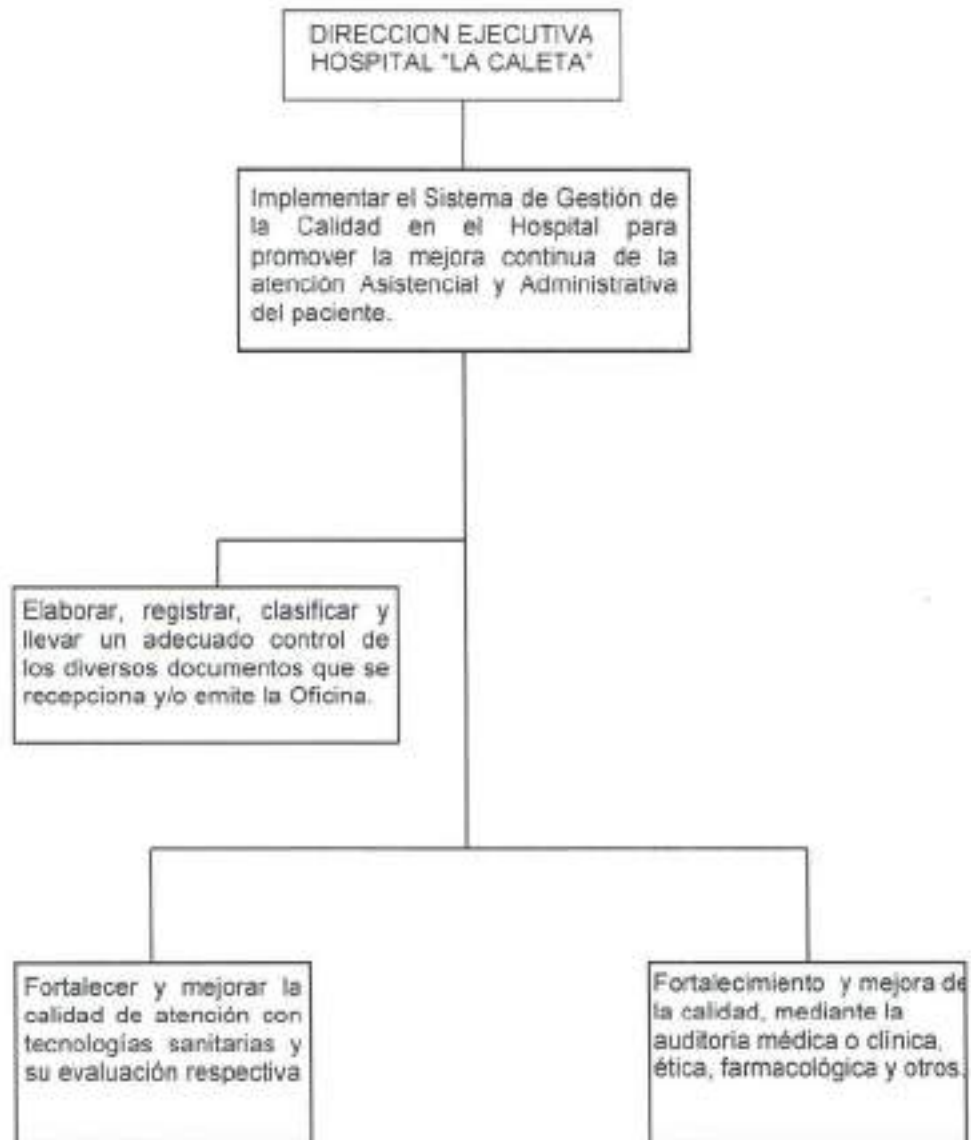 DIRECCION EJECUTIVA
HOSPITAL "LA CALETA"
Implementar el Sistema de Gestión de
la Calidad en el Hospital para
promover la mejora continua de la
atención Asistencial y Administrativa
del paciente.
Elaborar, registrar, clasificar y
llevar un adecuado control de
los diversos documentos que se
recepciona y/o emite la Oficina.
Fortalecer y mejorar la
calidad de atención con
tecnologías sanitarias y
su evaluación respectiva
Fortalecimiento y mejora de
la calidad, mediante la
auditoria médica o clínica,
ética, farmacológica y otros.